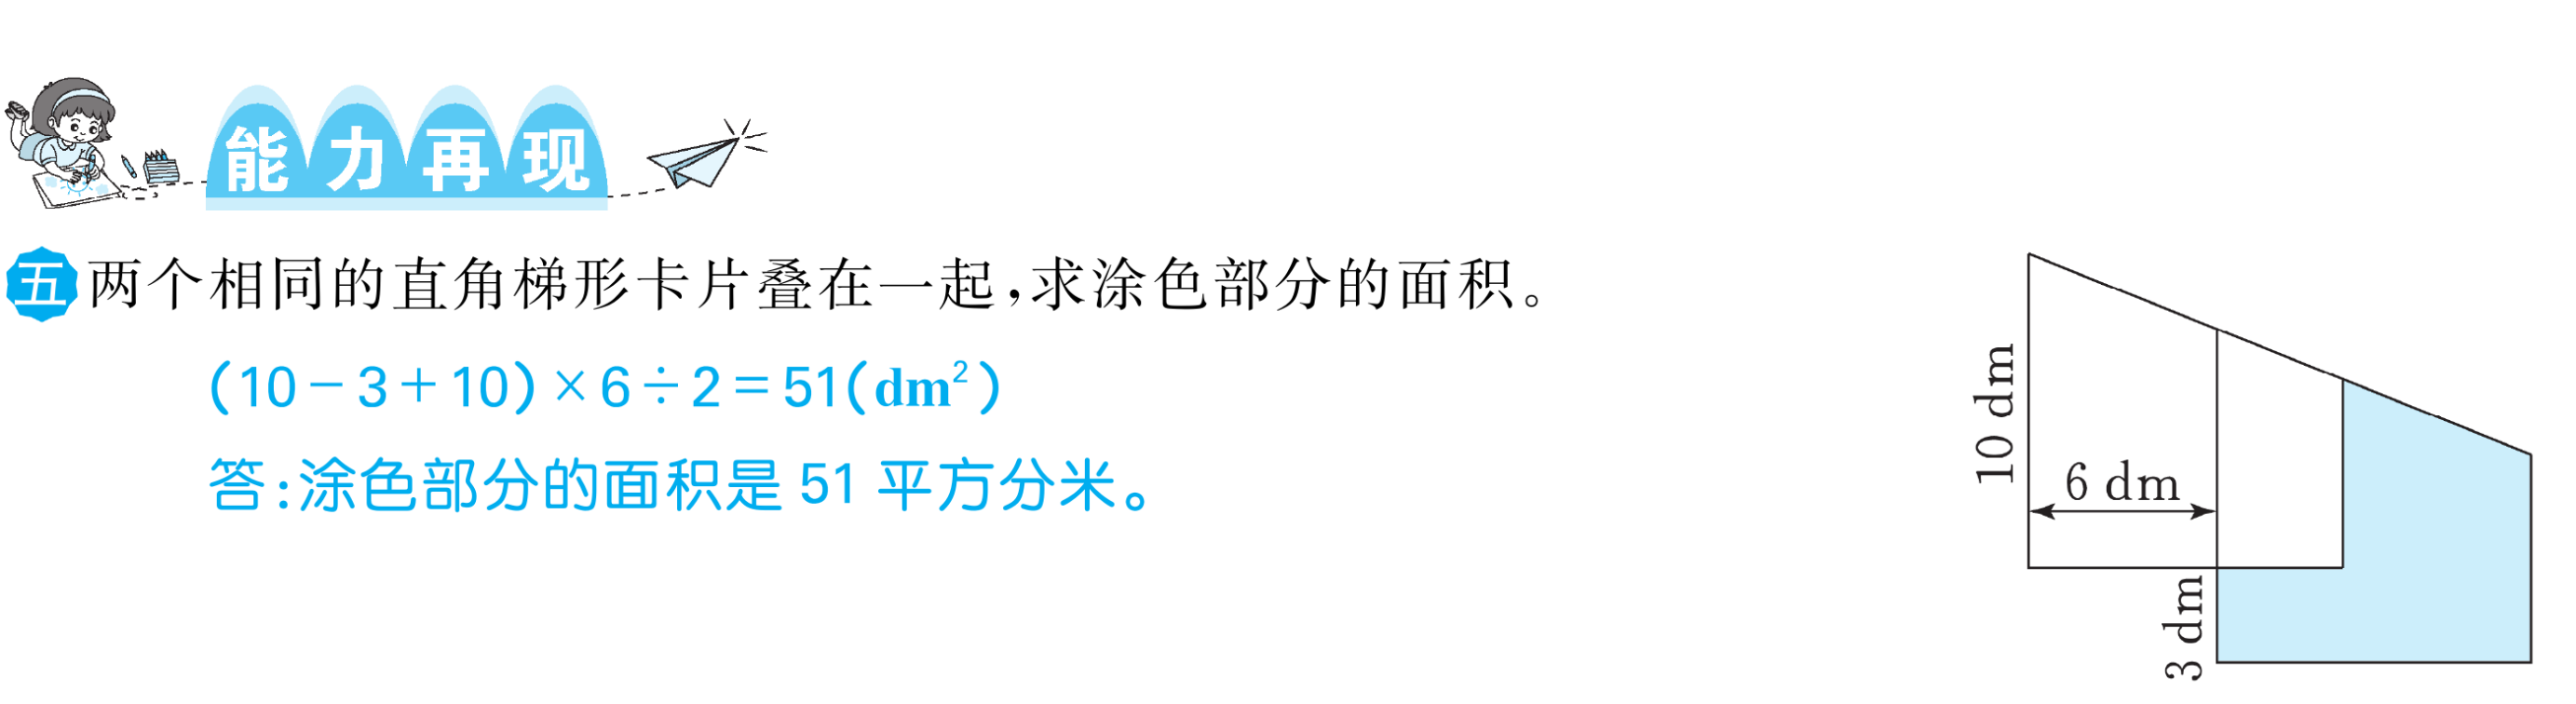 能力再现
五 两个相同的直角梯形卡片叠在一起,求涂色部分的面积。
(10-3+10)×6÷2=51(dm²)
答:涂色部分的面积是51平方分米。
10 dm
6 dm
3 dm